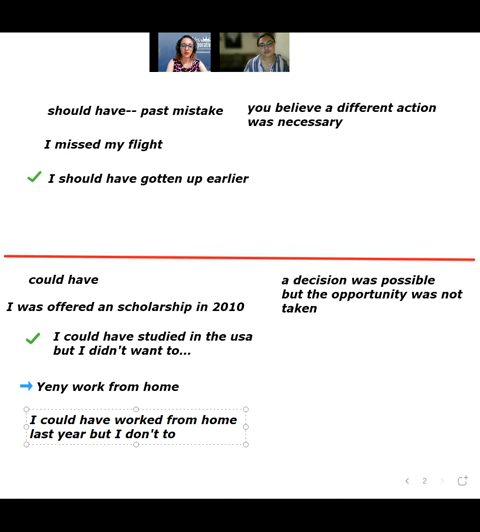 should have-- past mistake
you believe a different action
was necessary
I missed my flight
I should have gotten up earlier
could have
a decision was possible
but the opportunity was not
taken
I was offered an scholarship in 2010
I could have studied in the usa
but I didn't want to...
Yeny work from home
I could have worked from home
last year but I don't to
2